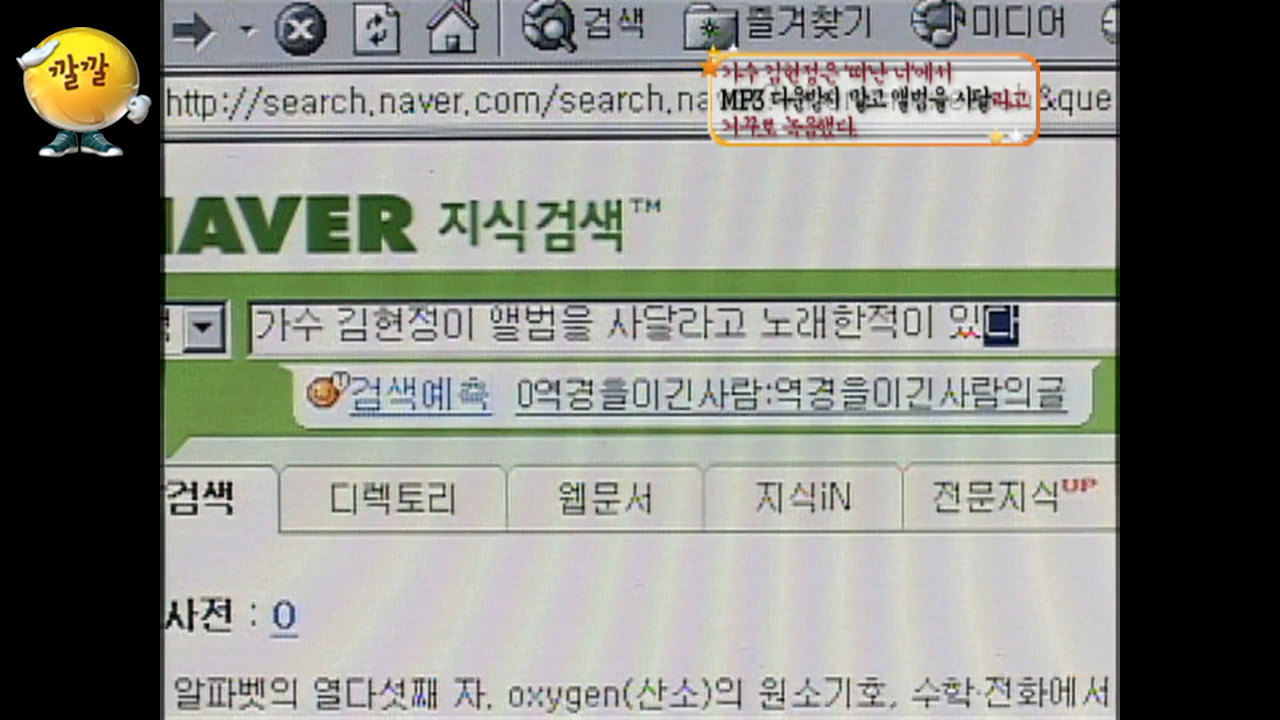 검색
즐겨찾기
미디어
깔깔
가수 김현정은 '떠난 너'에서
MP3 다운받지 말고 앨범을 사달라고
거꾸로 녹음했다.
http://search.naver.com/search.na
&que
NAVER 지식검색™
가수 김현정이 앨범을 사달라고 노래한적이 있다
검색예측 0역경을이긴사람:역경을이긴사람의글
검색
디렉토리
웹문서
지식iN
전문지식UP
사전 : 0
알파벳의 열다섯째 자. oxygen(산소)의 원소기호, 수학·전화에서